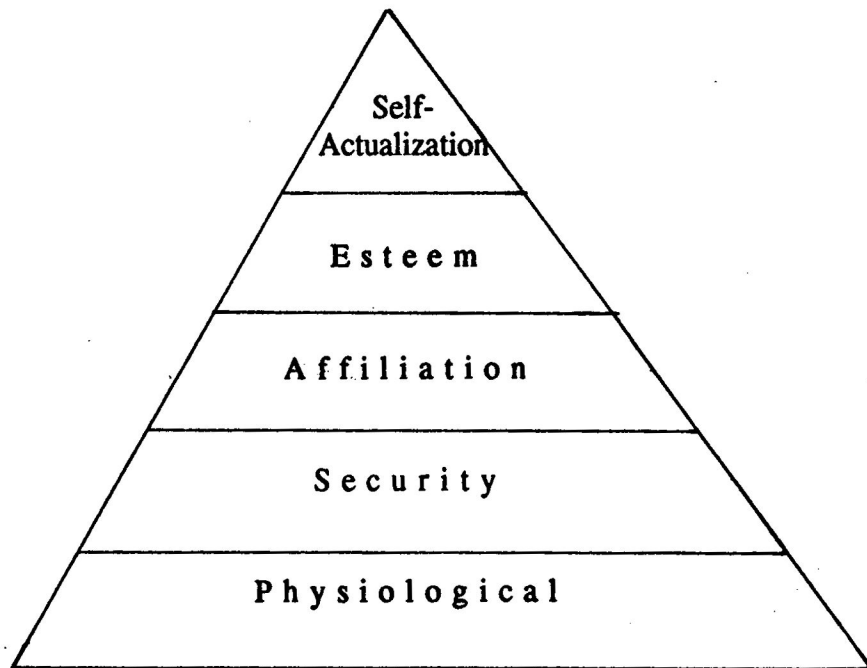 Self-
Actualization
Esteem
Affiliation
Security
Physiological